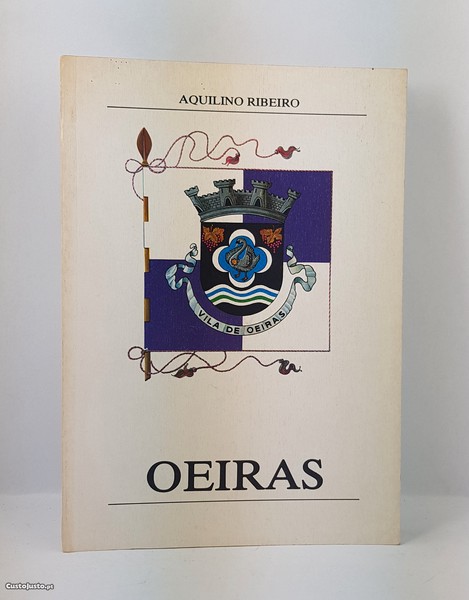 AQUILINO RIBEIRO
VILA DE OEIRAS
OEIRAS
CustoJusto.pt